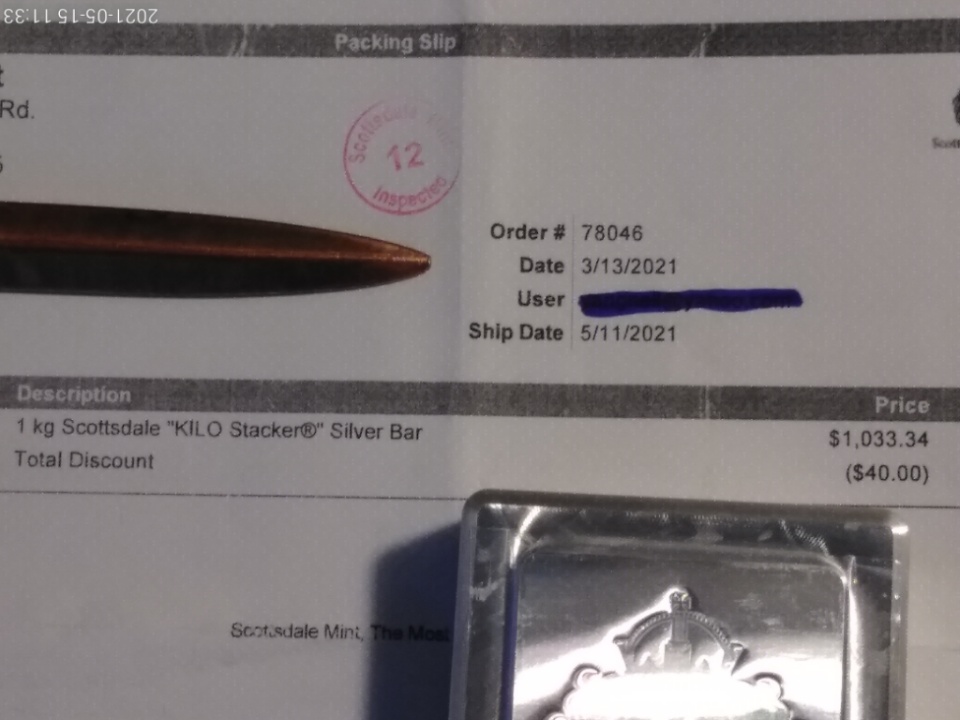 2021-05-15 11:33
Packing Slip
Rd.
Scottsdale
12
Inspected
Order # 78046
Date 3/13/2021
User
Ship Date 5/11/2021
Description Price
1 kg Scottsdale "KILO Stacker®" Silver Bar $1,033.34
Total Discount ($40.00)
Scottsdale Mint, The Most